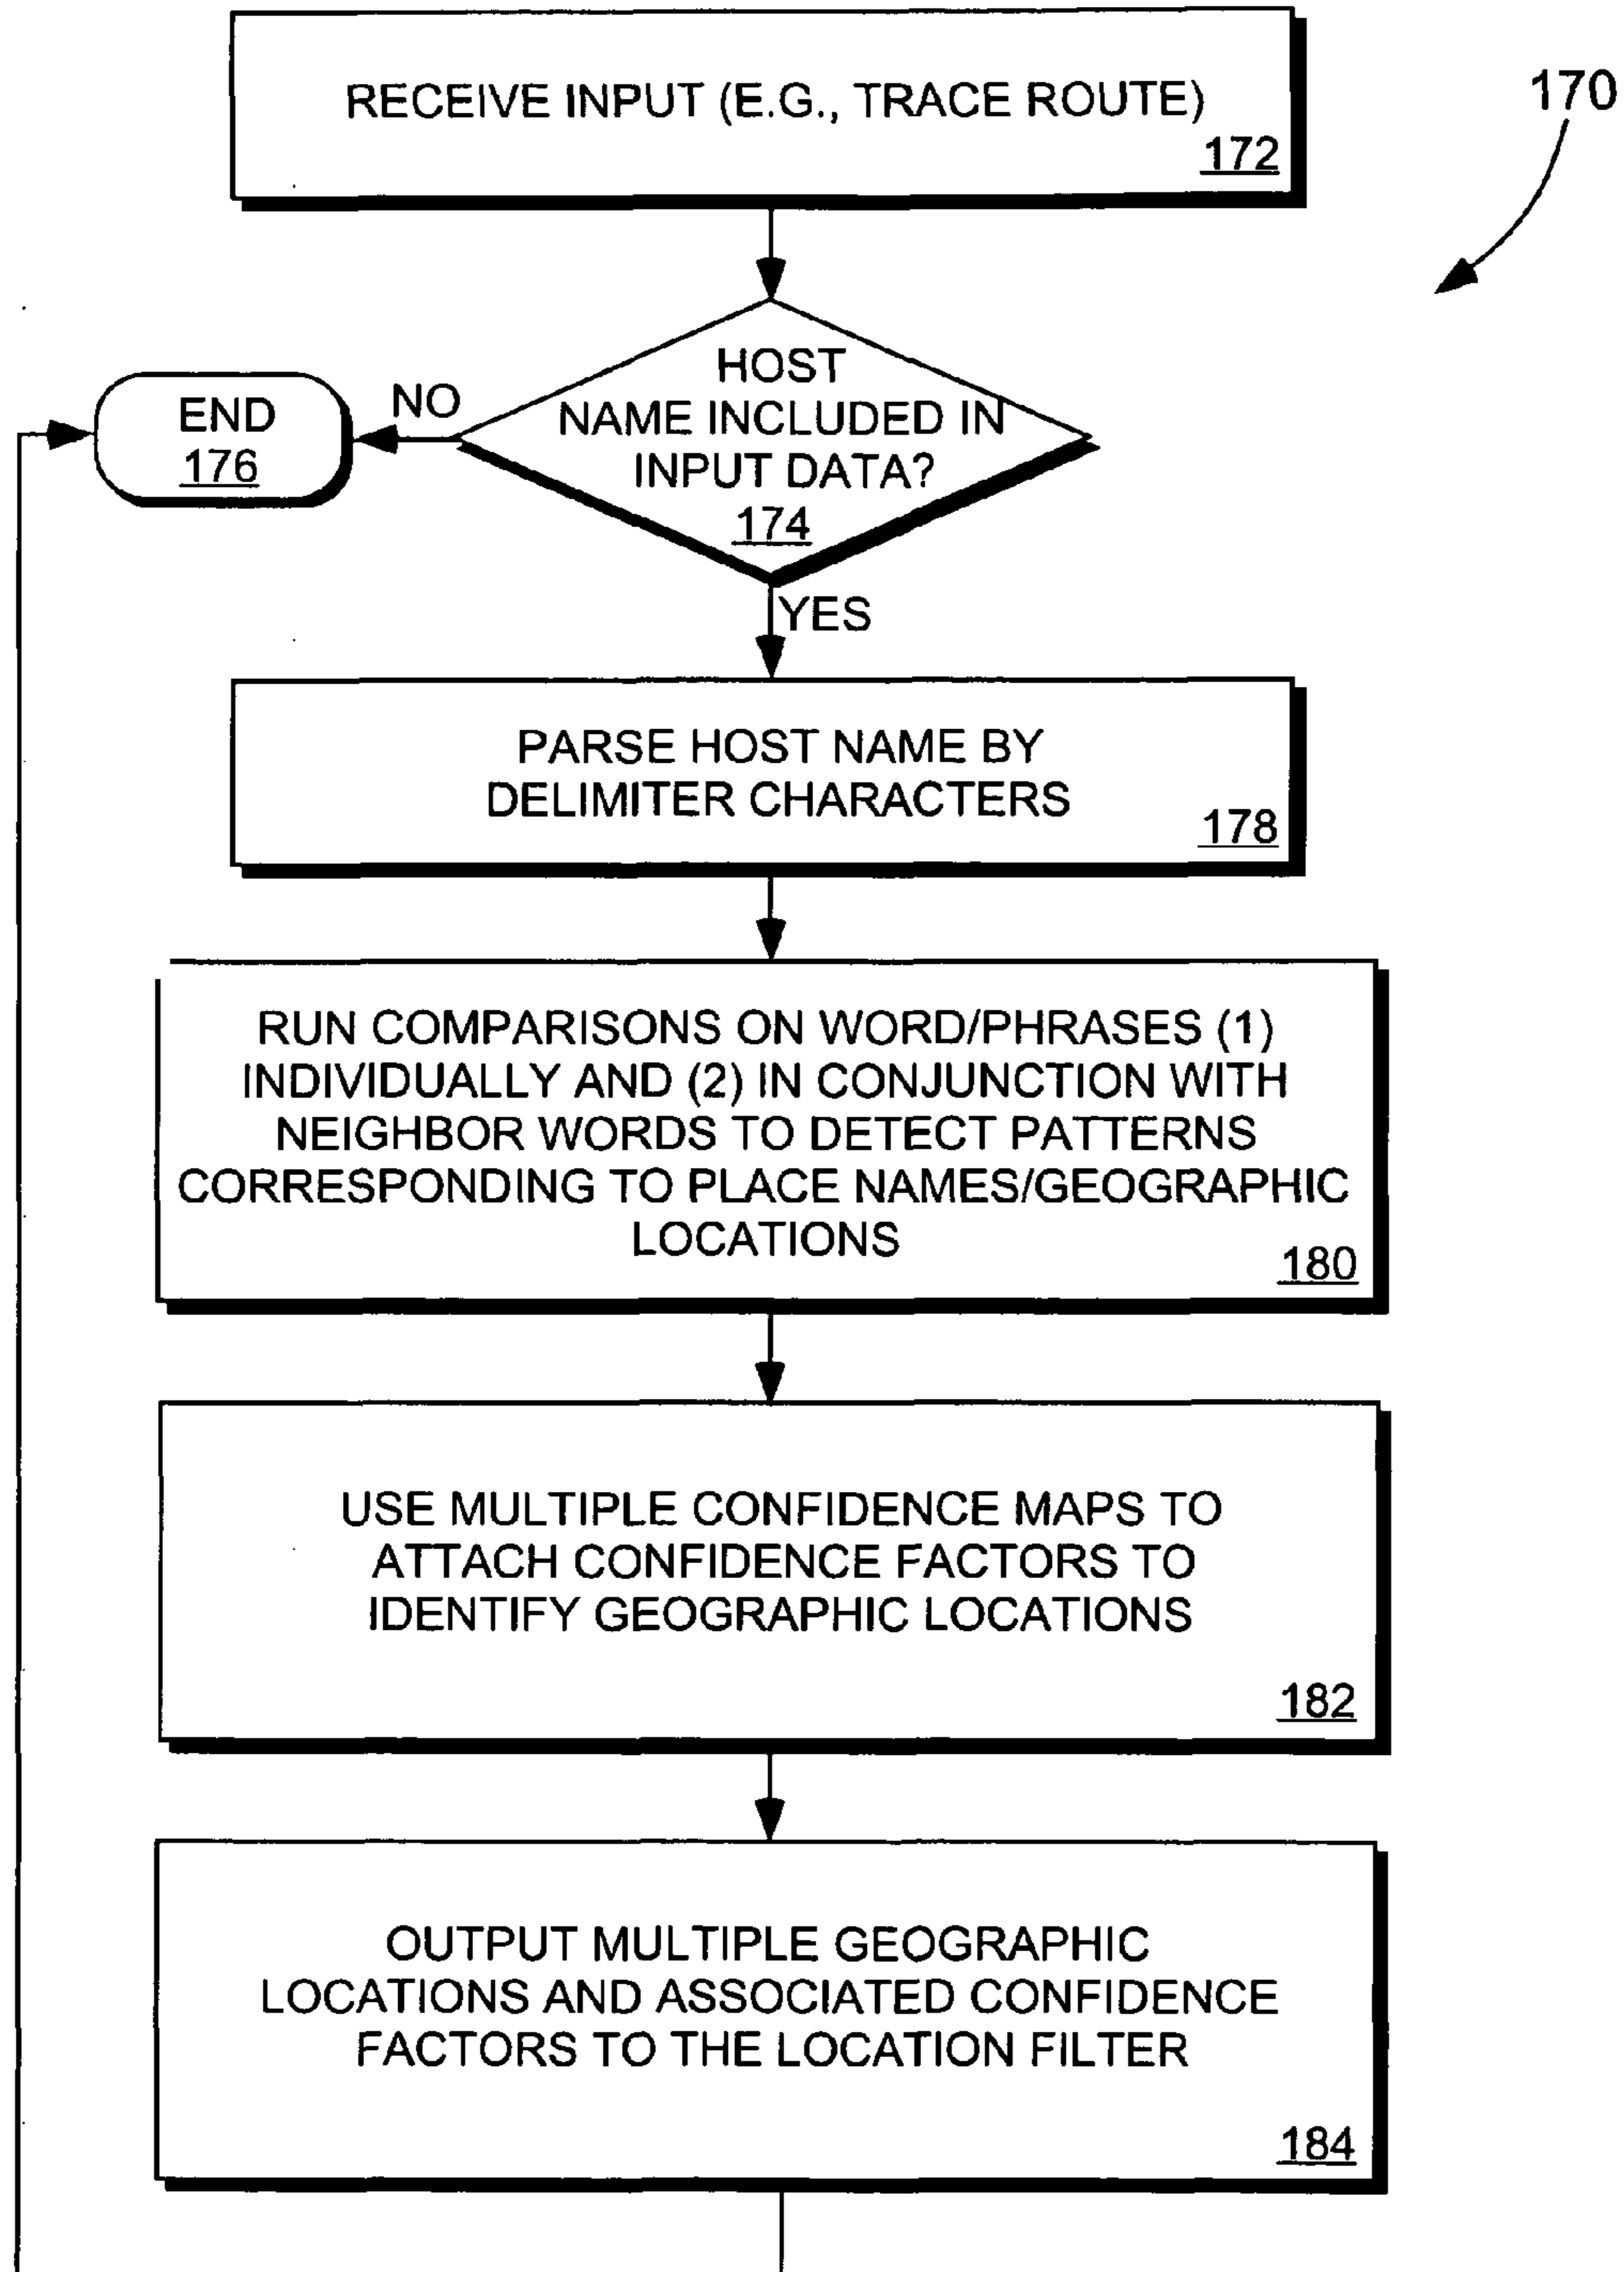 RECEIVE INPUT (E.G., TRACE ROUTE)
172
170
HOST
NAME INCLUDED IN
INPUT DATA?
174
NO
END
176
YES
PARSE HOST NAME BY
DELIMITER CHARACTERS
178
RUN COMPARISONS ON WORD/PHRASES (1)
INDIVIDUALLY AND (2) IN CONJUNCTION WITH
NEIGHBOR WORDS TO DETECT PATTERNS
CORRESPONDING TO PLACE NAMES/GEOGRAPHIC
LOCATIONS
180
USE MULTIPLE CONFIDENCE MAPS TO
ATTACH CONFIDENCE FACTORS TO
IDENTIFY GEOGRAPHIC LOCATIONS
182
OUTPUT MULTIPLE GEOGRAPHIC
LOCATIONS AND ASSOCIATED CONFIDENCE
FACTORS TO THE LOCATION FILTER
184